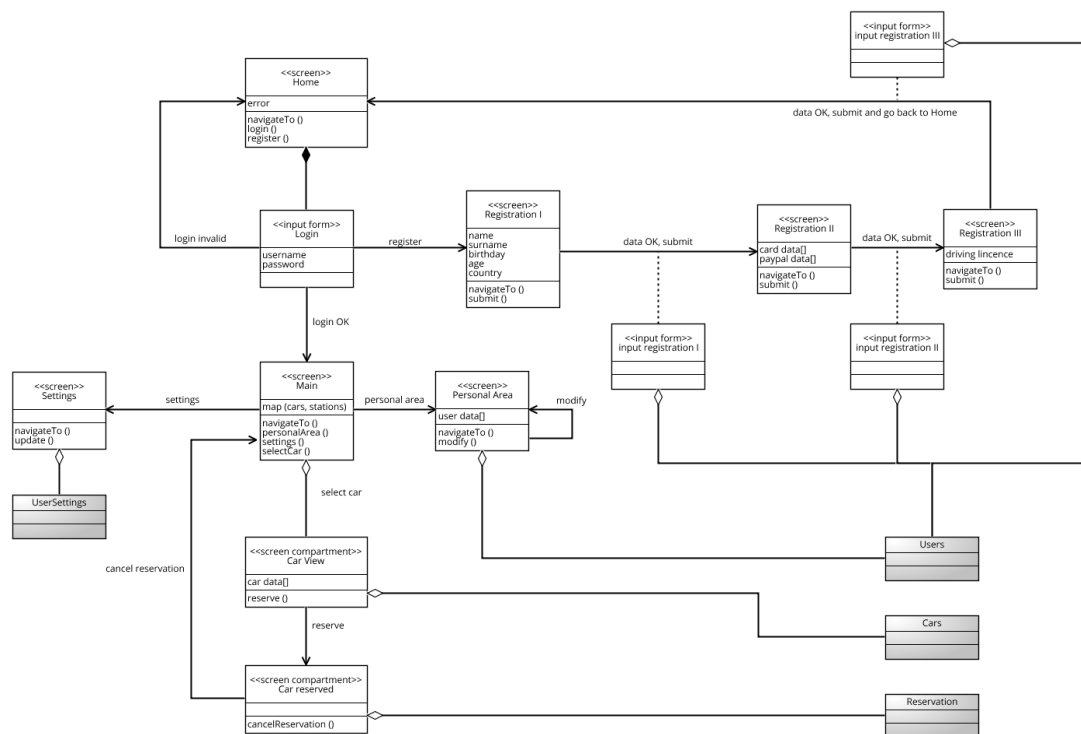 <<input form>>
input registration III
<<screen>>
Home
error
navigateTo ()
login ()
register ()
data OK, submit and go back to Home
<<input form>>
Login
username
password
login invalid
register
<<screen>>
Registration I
name
surname
birthday
age
country
navigateTo ()
submit ()
data OK, submit
<<screen>>
Registration II
card data[]
paypal data[]
navigateTo ()
submit ()
data OK, submit
<<screen>>
Registration III
driving lincence
navigateTo ()
submit ()
login OK
<<input form>>
input registration I
<<input form>>
input registration II
<<screen>>
Settings
navigateTo ()
update ()
settings
<<screen>>
Main
map (cars, stations)
navigateTo ()
personalArea ()
settings ()
selectCar ()
personal area
<<screen>>
Personal Area
user data[]
navigateTo ()
modify ()
modify
UserSettings
select car
<<screen compartment>>
Car View
car data[]
reserve ()
Users
cancel reservation
reserve
Cars
<<screen compartment>>
Car reserved
cancelReservation ()
Reservation